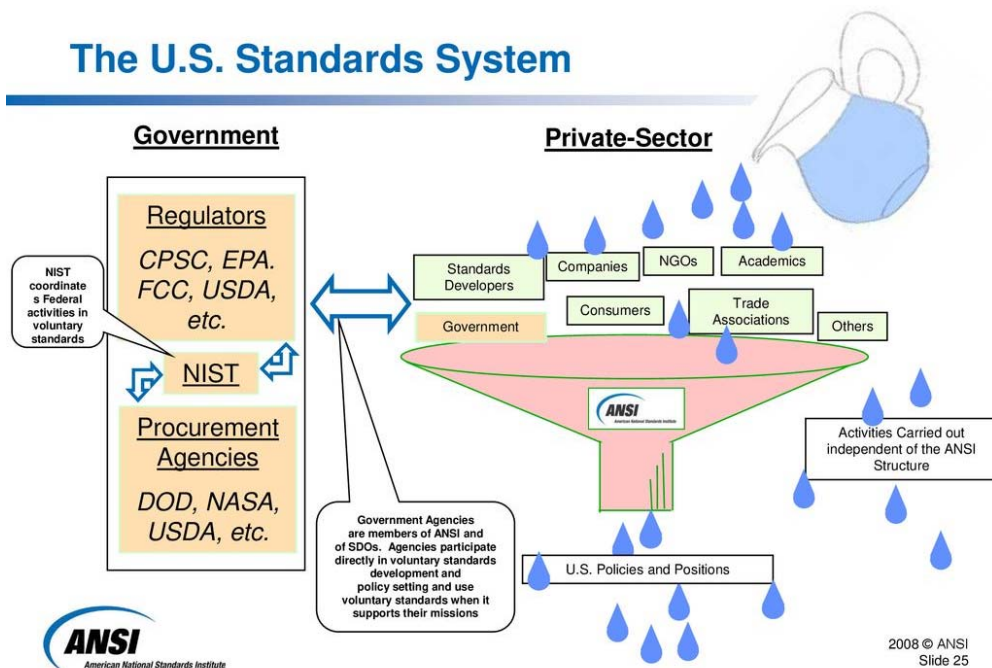 The U.S. Standards System
Government
Private-Sector
Regulators
CPSC, EPA.
FCC, USDA,
etc.
NIST
coordinate
s Federal
activities in
voluntary
standards
NIST
Procurement
Agencies
DOD, NASA,
USDA, etc.
Standards
Developers
Companies
NGOs
Academics
Government
Consumers
Trade
Associations
Others
ANSI
American National Standards Institute
Activities Carried out
independent of the ANSI
Structure
Government Agencies
are members of ANSI and
of SDOs. Agencies participate
directly in voluntary standards
development and
policy setting and use
voluntary standards when it
supports their missions
U.S. Policies and Positions
ANSI
American National Standards Institute
2008 © ANSI
Slide 25